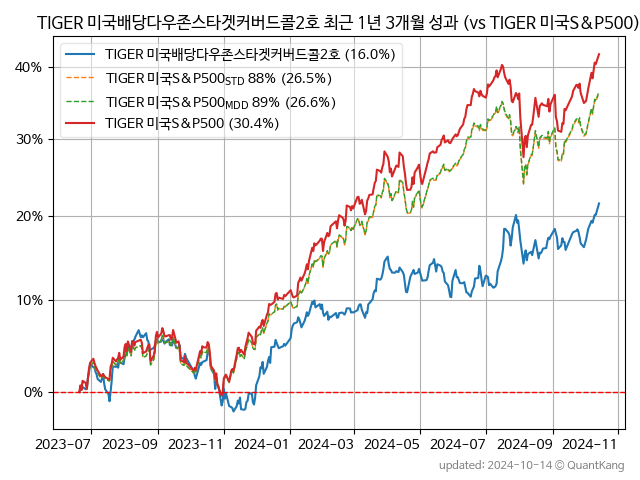 TIGER 미국배당다우존스타겟커버드콜2호 최근 1년 3개월 성과 (vs TIGER 미국S&P500)
TIGER 미국배당다우존스타겟커버드콜2호 (16.0%)
TIGER 미국S&P500STD 88% (26.5%)
TIGER 미국S&P500MDD 89% (26.6%)
TIGER 미국S&P500 (30.4%)
40%
30%
20%
10%
0%
2023-07 2023-09 2023-11 2024-01 2024-03 2024-05 2024-07 2024-09 2024-11
updated: 2024-10-14 © QuantKang